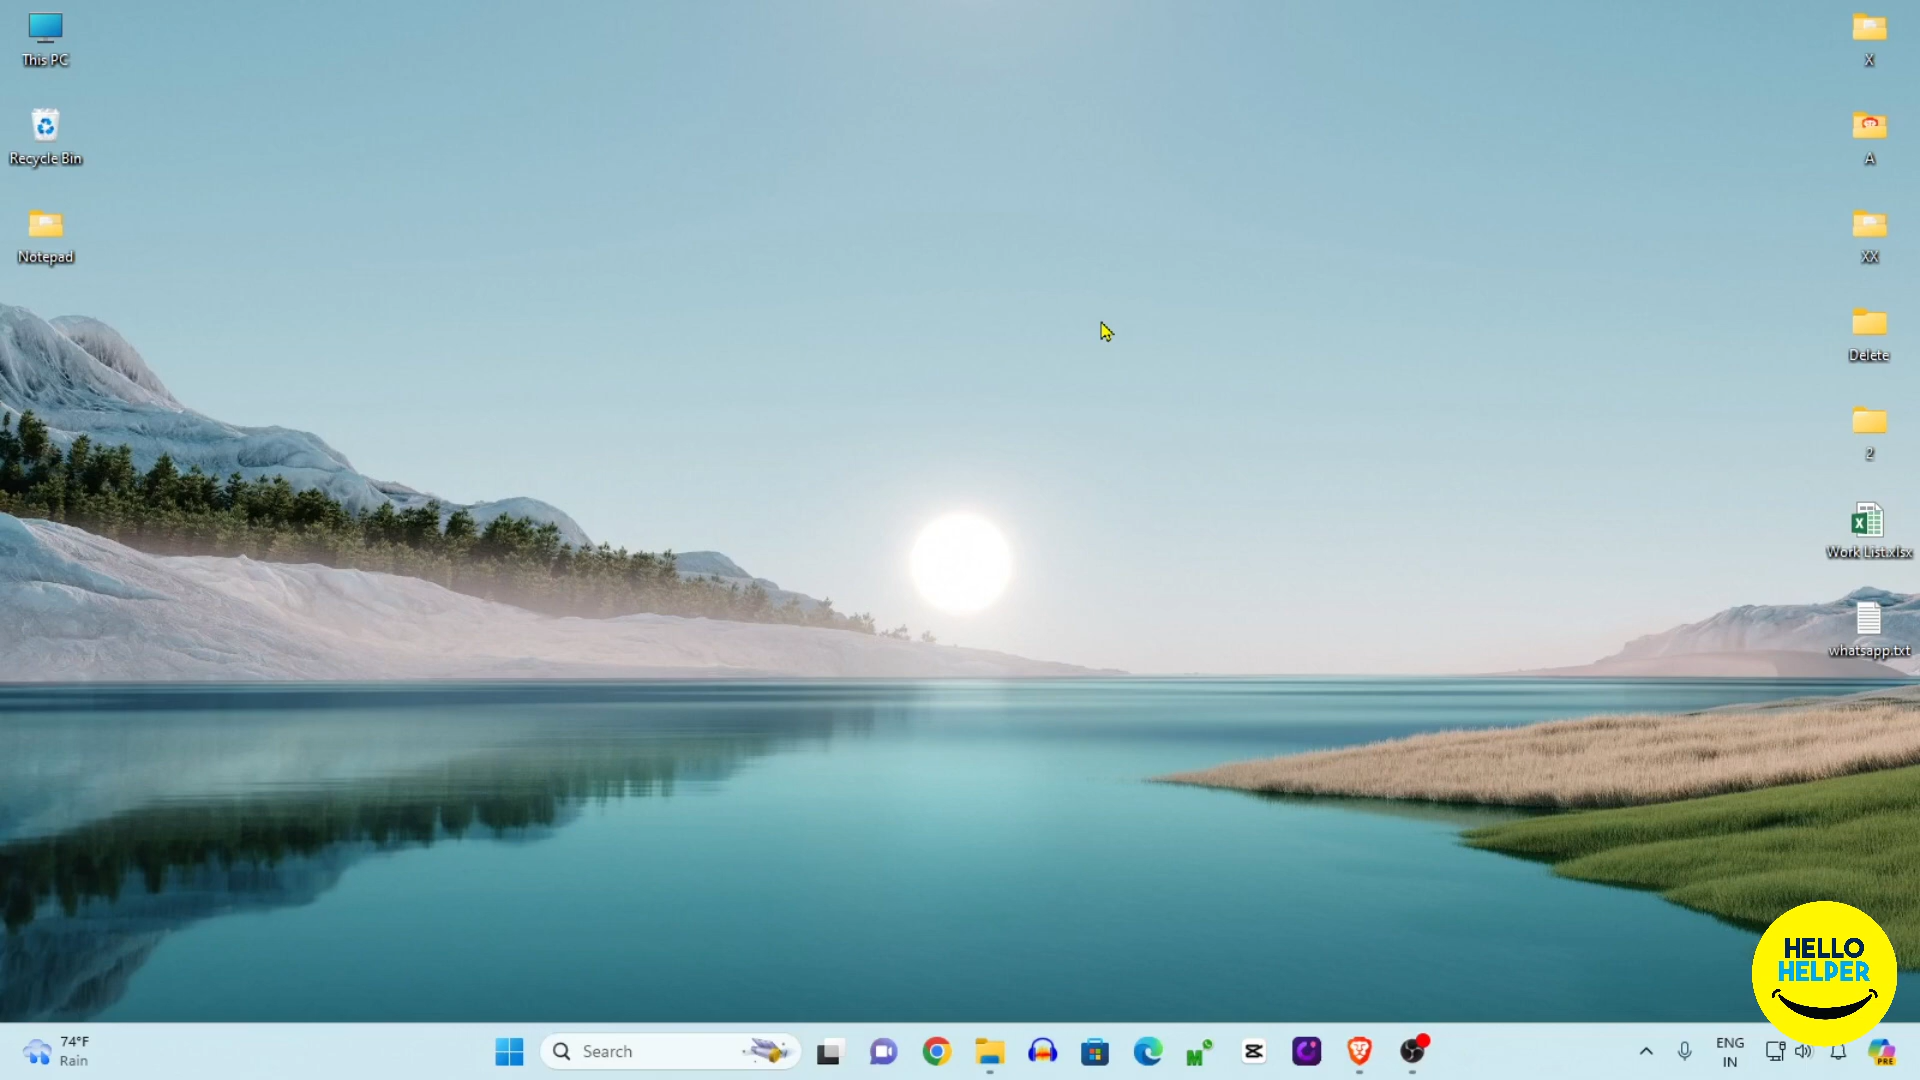 This PC
Recycle Bin
Notepad
X
A
XX
Delete
2
Work List.xlsx
whatsapp.txt
HELLO
HELPER
74°F
Rain
Search
ENG
IN
PRE